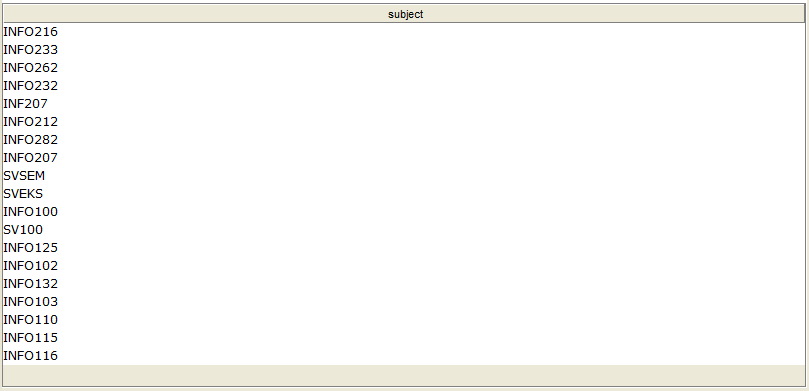 subject
INFO216
INFO233
INFO262
INFO232
INF207
INFO212
INFO282
INFO207
SVSEM
SVEKS
INFO100
SV100
INFO125
INFO102
INFO132
INFO103
INFO110
INFO115
INFO116